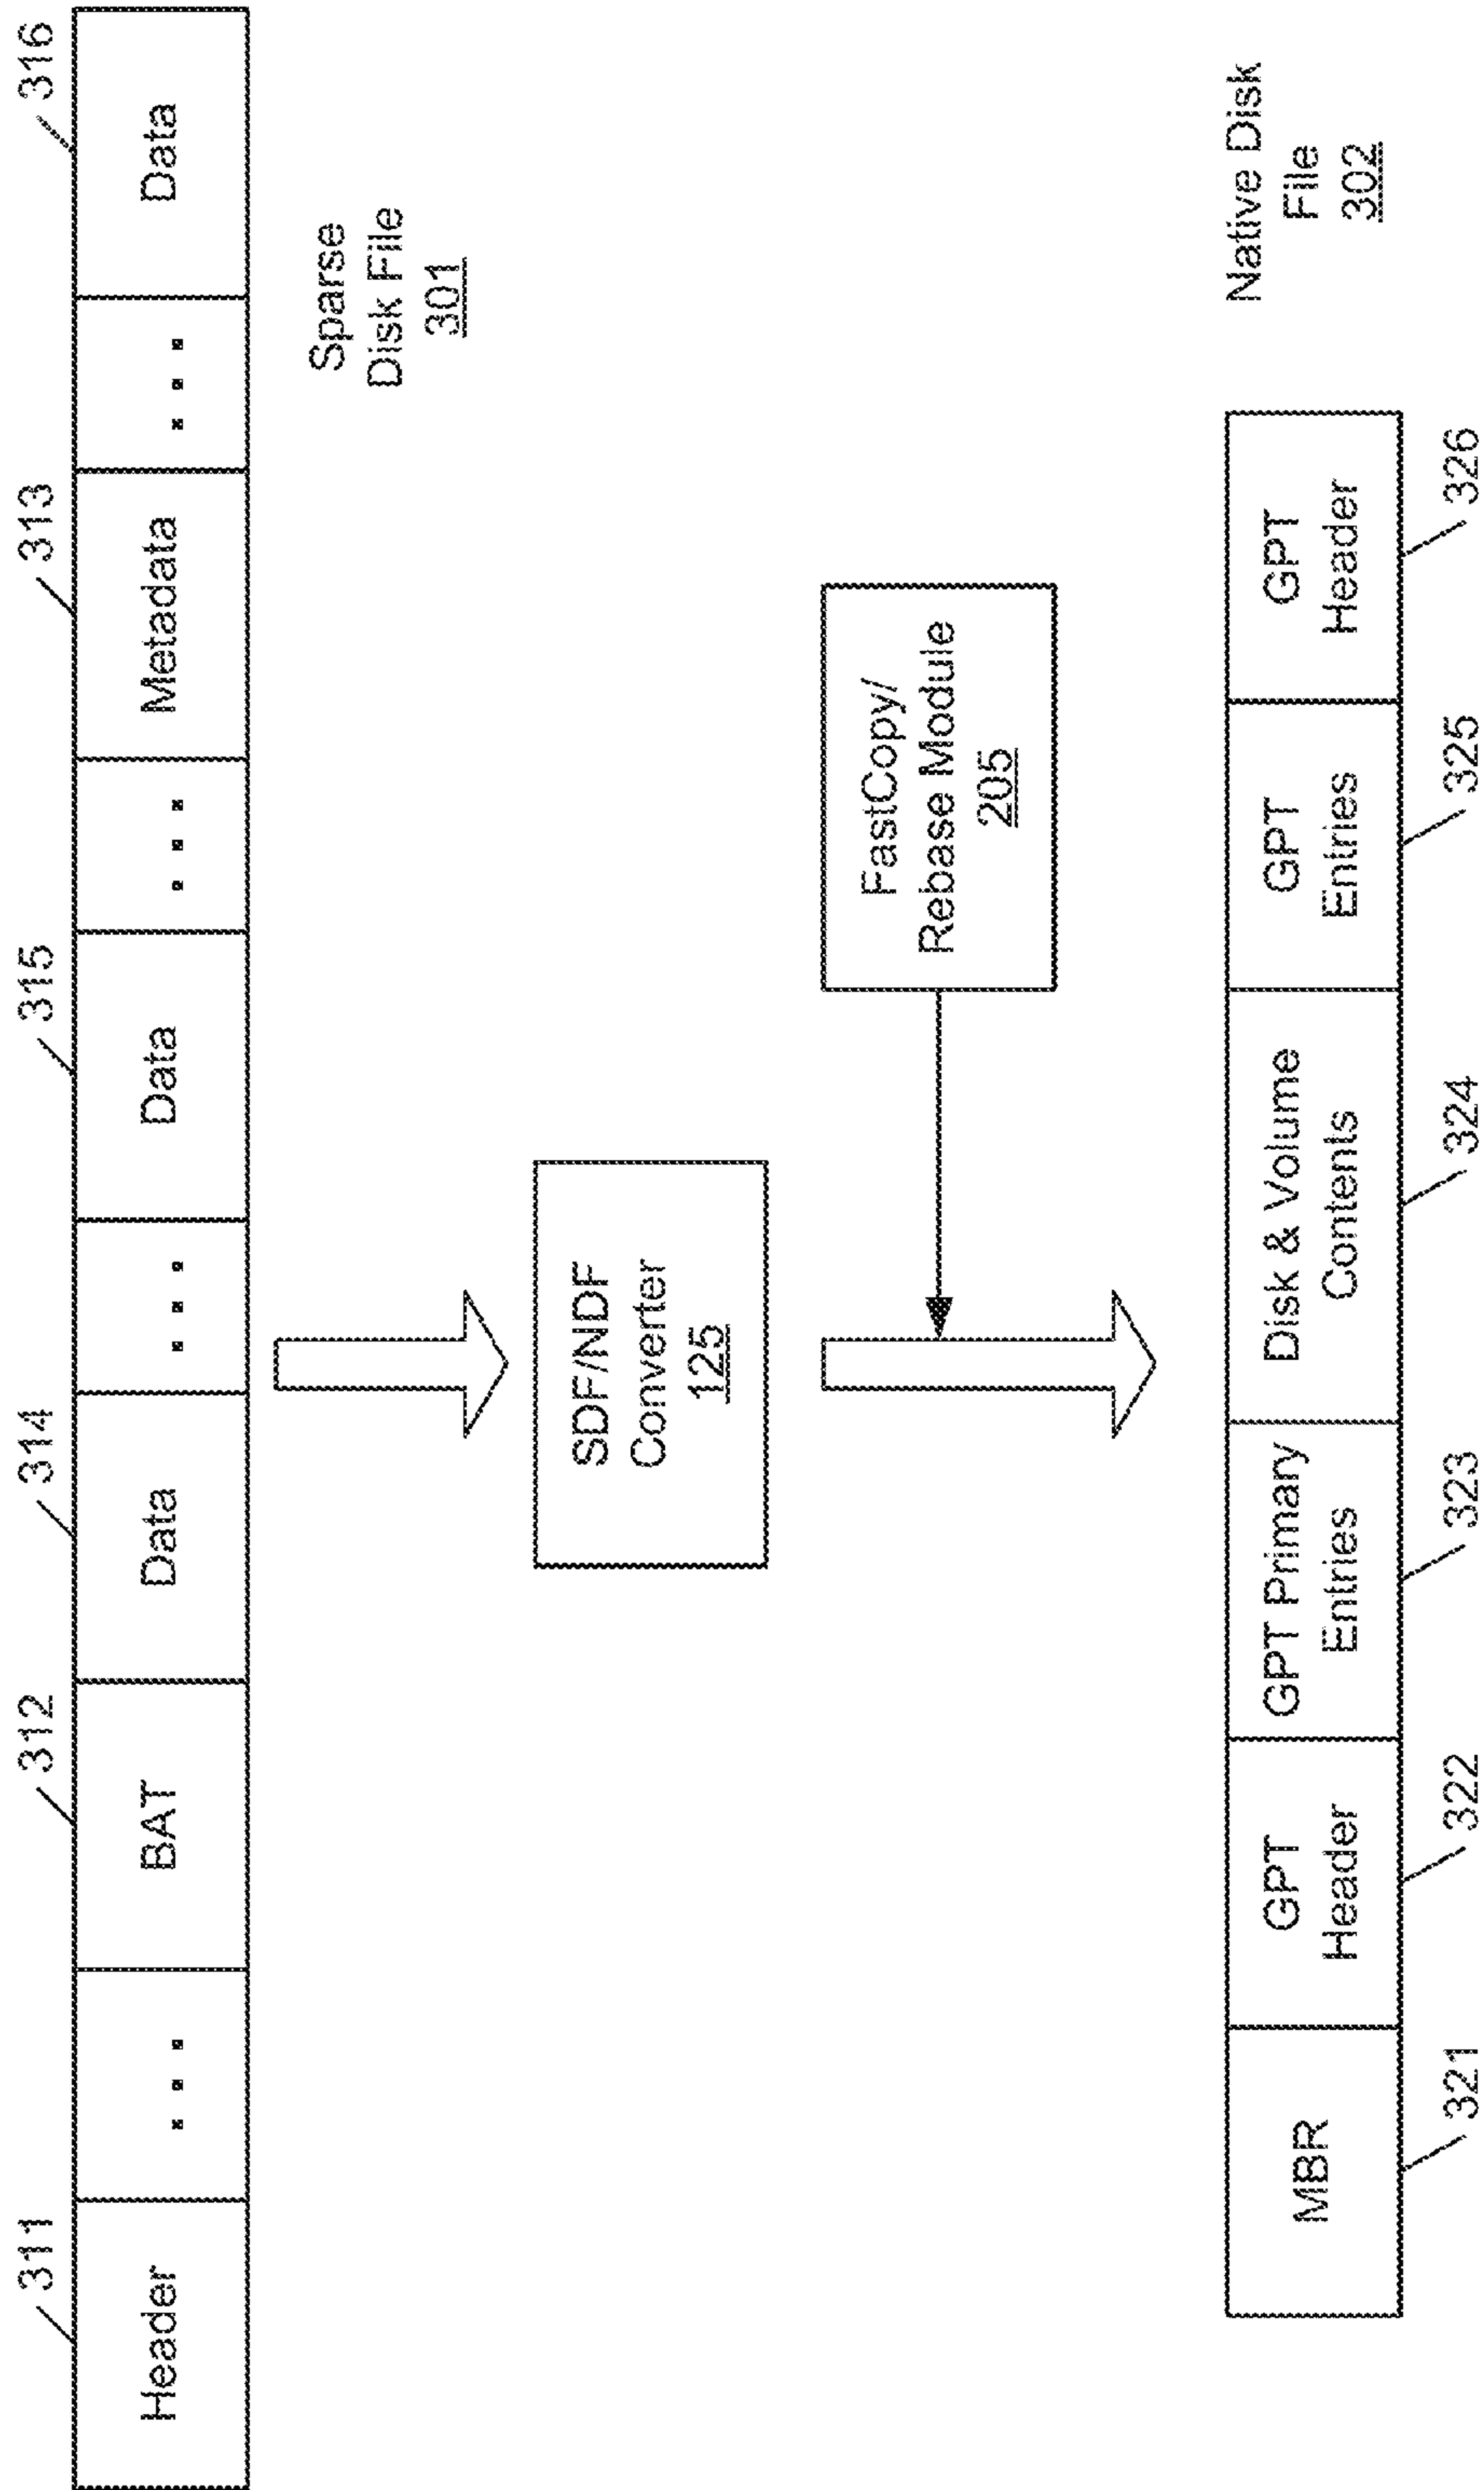 311
312
314
315
313
316
Header
. . .
BAT
Data
. . .
Data
. . .
Metadata
. . .
Data
Sparse
Disk File
301
SDF/NDF
Converter
125
FastCopy/
Rebase Module
205
Native Disk
File
302
MBR
GPT
Header
GPT Primary
Entries
Disk & Volume
Contents
GPT
Entries
GPT
Header
321
322
323
324
325
326